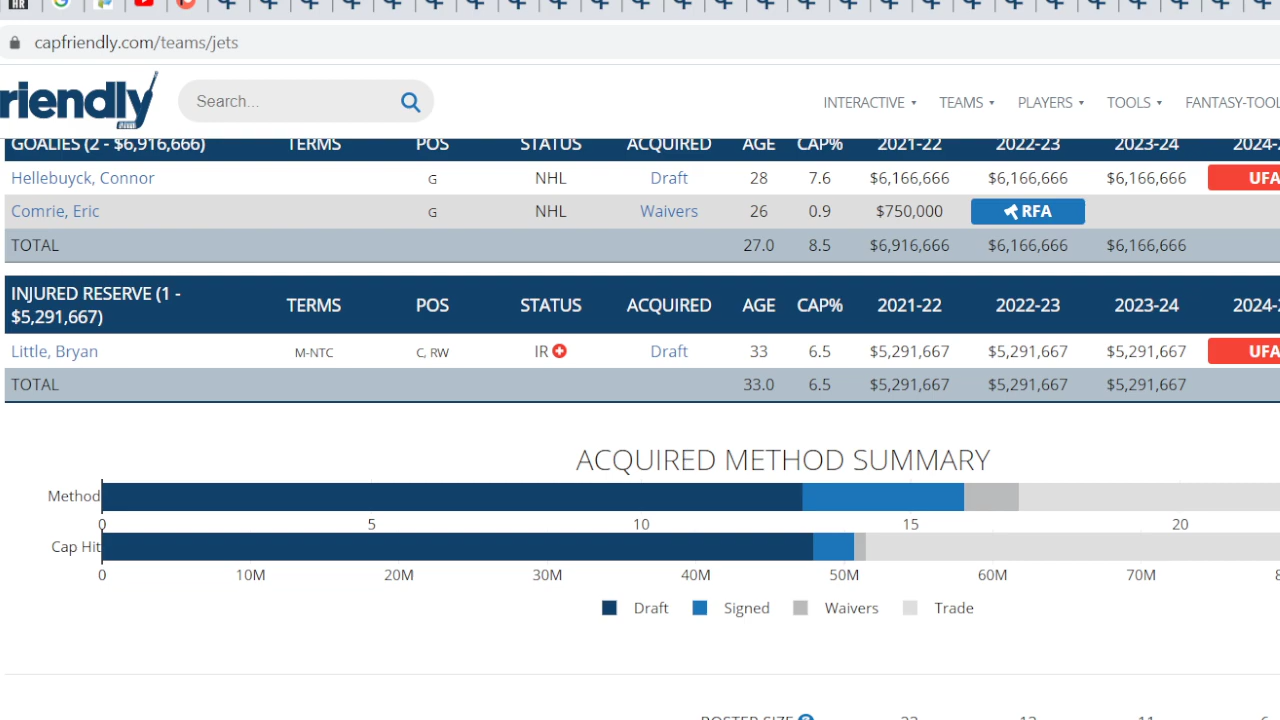 HR
capfriendly.com/teams/jets
riendly
Search...
INTERACTIVE TEAMS PLAYERS TOOLS FANTASY-TOOL
GOALIES (2 - $6,916,666) TERMS POS STATUS ACQUIRED AGE CAP% 2021-22 2022-23 2023-24 2024-
Hellebuyck, Connor G NHL Draft 28 7.6 $6,166,666 $6,166,666 $6,166,666 UFA
Comrie, Eric G NHL Waivers 26 0.9 $750,000 RFA
TOTAL 27.0 8.5 $6,916,666 $6,166,666 $6,166,666
INJURED RESERVE (1 -
$5,291,667) TERMS POS STATUS ACQUIRED AGE CAP% 2021-22 2022-23 2023-24 2024-
Little, Bryan M-NTC C, RW IR Draft 33 6.5 $5,291,667 $5,291,667 $5,291,667 UFA
TOTAL 33.0 6.5 $5,291,667 $5,291,667 $5,291,667
ACQUIRED METHOD SUMMARY
Method
0 5 10 15 20
Cap Hit
0 10M 20M 30M 40M 50M 60M 70M 8
Draft Signed Waivers Trade
ROSTER SIZE